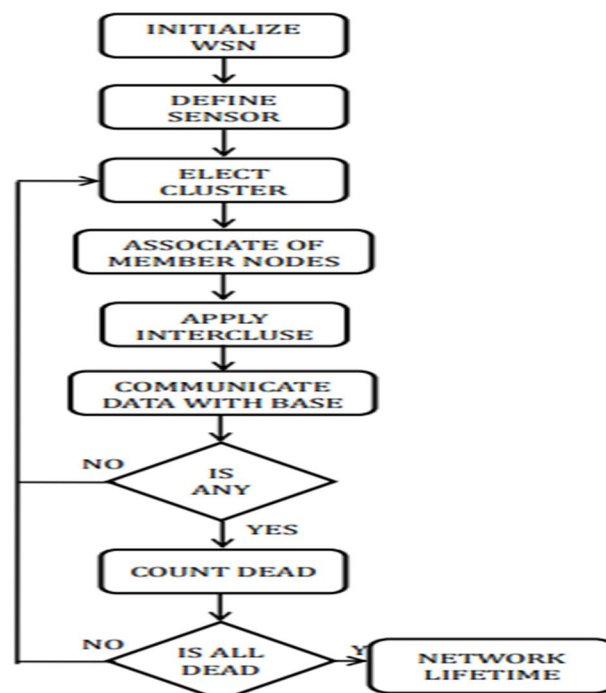 INITIALIZE
WSN
DEFINE
SENSOR
ELECT
CLUSTER
ASSOCIATE OF
MEMBER NODES
APPLY
INTERCLUSE
COMMUNICATE
DATA WITH BASE
NO
IS
ANY
YES
COUNT DEAD
NO
IS ALL
DEAD
Y
NETWORK
LIFETIME